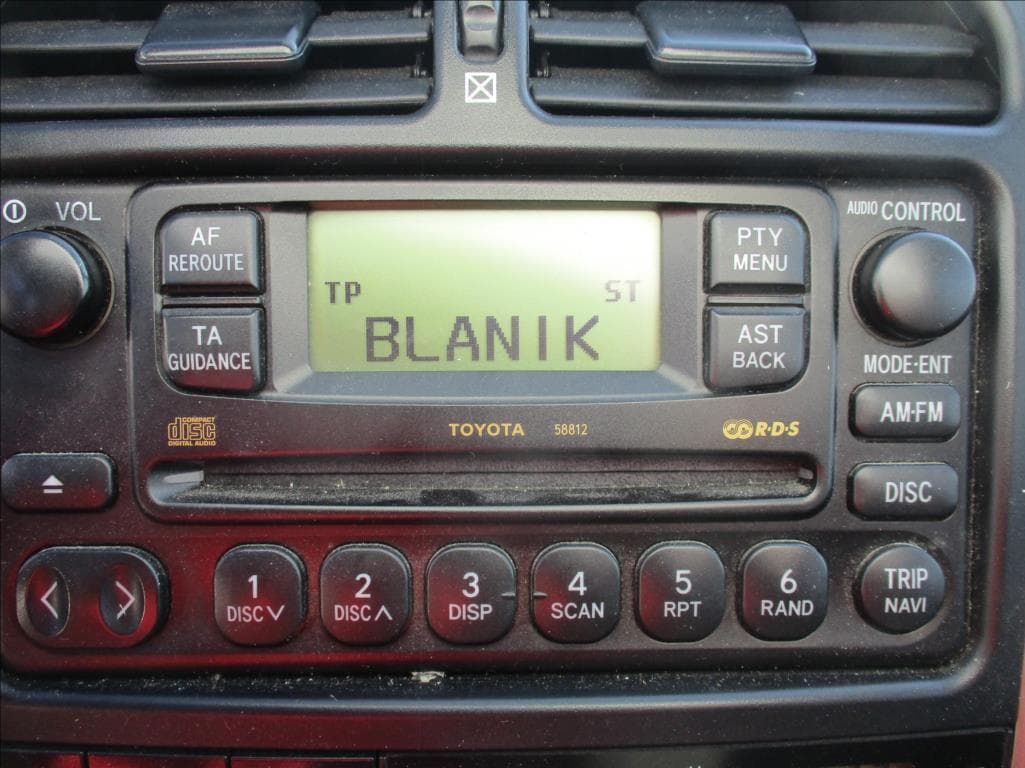 VOL
AF
REROUTE
TA
GUIDANCE
TP
ST
BLANIK
PTY
MENU
AST
BACK
AUDIO CONTROL
MODE·ENT
AM·FM
DISC
COMPACT
disc
DIGITAL AUDIO
TOYOTA 58812
R·D·S
1
DISC
2
DISC
3
DISP
4
SCAN
5
RPT
6
RAND
TRIP
NAVI